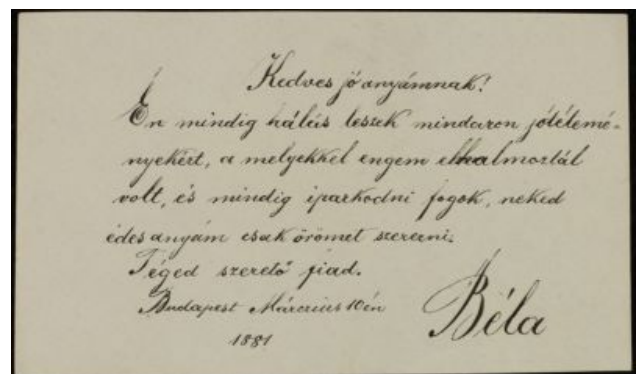 Kedves jó anyámnak!
Én mindig hálás leszek mindazon jótétemé-
nyekért, a melyekkel engem elhalmoztál
volt, és mindig iparkodni fogok, neked
édes anyám csak örömet szerezni.
Téged szerető fiad.
Budapest Március 10én
1881
Béla